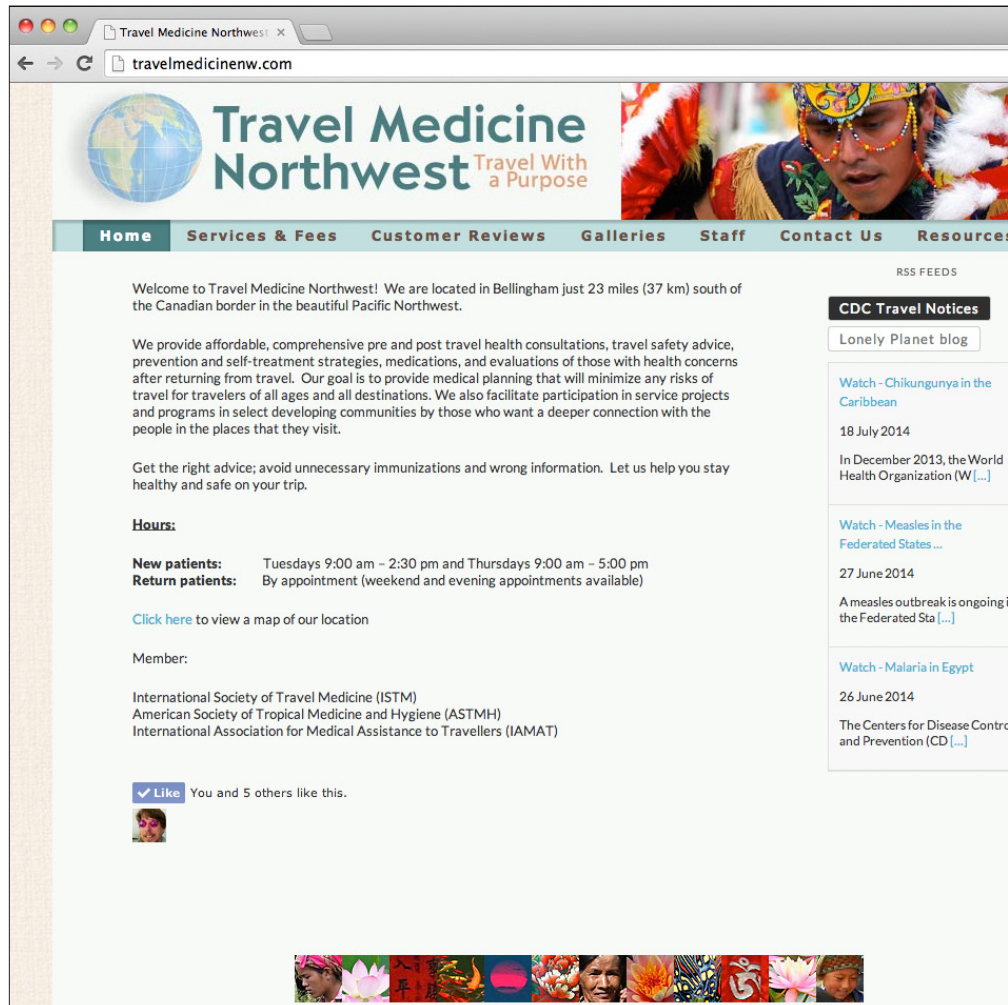 Travel Medicine Northwest
travelmedicinenw.com
Travel Medicine
Northwest Travel With
a Purpose
Home Services & Fees Customer Reviews Galleries Staff Contact Us Resources
Welcome to Travel Medicine Northwest! We are located in Bellingham just 23 miles (37 km) south of
the Canadian border in the beautiful Pacific Northwest.
We provide affordable, comprehensive pre and post travel health consultations, travel safety advice,
prevention and self-treatment strategies, medications, and evaluations of those with health concerns
after returning from travel. Our goal is to provide medical planning that will minimize any risks of
travel for travelers of all ages and all destinations. We also facilitate participation in service projects
and programs in select developing communities by those who want a deeper connection with the
people in the places that they visit.
Get the right advice; avoid unnecessary immunizations and wrong information. Let us help you stay
healthy and safe on your trip.
Hours:
New patients: Tuesdays 9:00 am – 2:30 pm and Thursdays 9:00 am – 5:00 pm
Return patients: By appointment (weekend and evening appointments available)
Click here to view a map of our location
Member:
International Society of Travel Medicine (ISTM)
American Society of Tropical Medicine and Hygiene (ASTMH)
International Association for Medical Assistance to Travellers (IAMAT)
Like You and 5 others like this.
RSS FEEDS
CDC Travel Notices
Lonely Planet blog
Watch - Chikungunya in the
Caribbean
18 July 2014
In December 2013, the World
Health Organization (W [...]
Watch - Measles in the
Federated States ...
27 June 2014
A measles outbreak is ongoing i
the Federated Sta [...]
Watch - Malaria in Egypt
26 June 2014
The Centers for Disease Contro
and Prevention (CD [...]